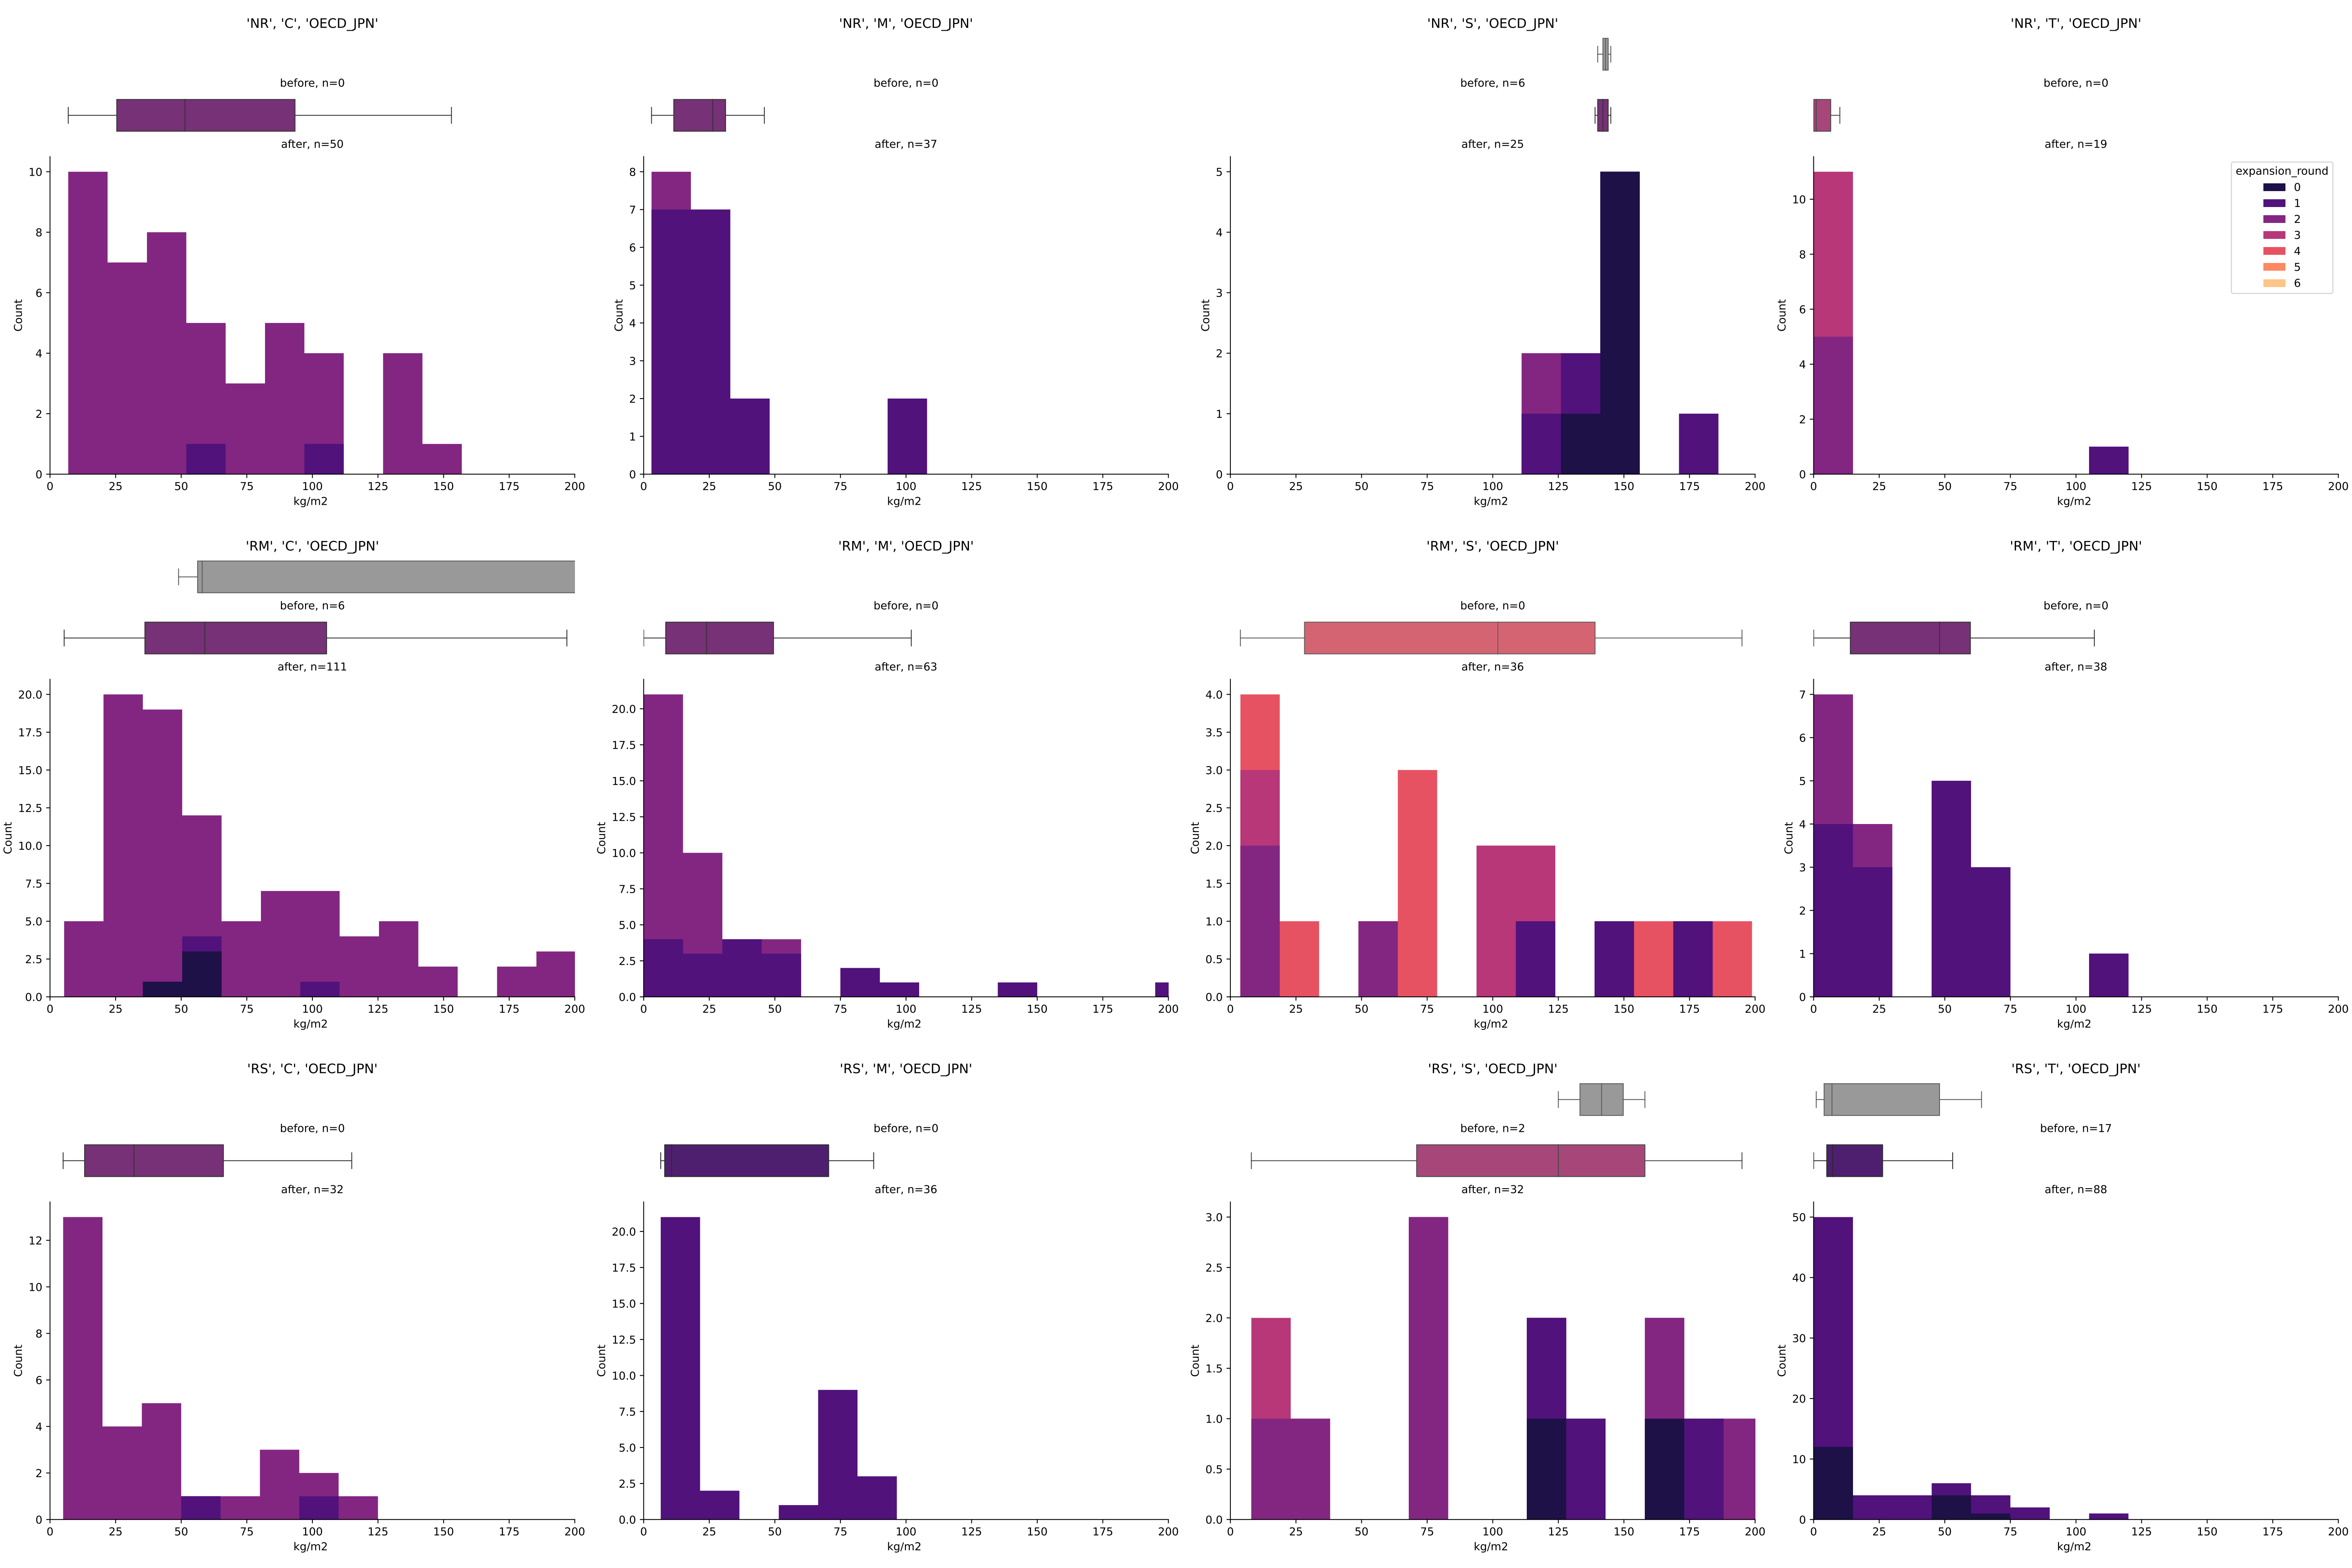 'NR', 'C', 'OECD_JPN'
before, n=0
after, n=50
Count
10
8
6
4
2
0
0 25 50 75 100 125 150 175 200
kg/m2
'NR', 'M', 'OECD_JPN'
before, n=0
after, n=37
Count
8
7
6
5
4
3
2
1
0
0 25 50 75 100 125 150 175 200
kg/m2
'NR', 'S', 'OECD_JPN'
before, n=6
after, n=25
Count
5
4
3
2
1
0
0 25 50 75 100 125 150 175 200
kg/m2
'NR', 'T', 'OECD_JPN'
before, n=0
after, n=19
Count
10
8
6
4
2
0
0 25 50 75 100 125 150 175 200
kg/m2
expansion_round
0
1
2
3
4
5
6
'RM', 'C', 'OECD_JPN'
before, n=6
after, n=111
Count
20.0
17.5
15.0
12.5
10.0
7.5
5.0
2.5
0.0
0 25 50 75 100 125 150 175 200
kg/m2
'RM', 'M', 'OECD_JPN'
before, n=0
after, n=63
Count
20.0
17.5
15.0
12.5
10.0
7.5
5.0
2.5
0.0
0 25 50 75 100 125 150 175 200
kg/m2
'RM', 'S', 'OECD_JPN'
before, n=0
after, n=36
Count
4.0
3.5
3.0
2.5
2.0
1.5
1.0
0.5
0.0
0 25 50 75 100 125 150 175 200
kg/m2
'RM', 'T', 'OECD_JPN'
before, n=0
after, n=38
Count
7
6
5
4
3
2
1
0
0 25 50 75 100 125 150 175 200
kg/m2
'RS', 'C', 'OECD_JPN'
before, n=0
after, n=32
Count
12
10
8
6
4
2
0
0 25 50 75 100 125 150 175 200
kg/m2
'RS', 'M', 'OECD_JPN'
before, n=0
after, n=36
Count
20.0
17.5
15.0
12.5
10.0
7.5
5.0
2.5
0.0
0 25 50 75 100 125 150 175 200
kg/m2
'RS', 'S', 'OECD_JPN'
before, n=2
after, n=32
Count
3.0
2.5
2.0
1.5
1.0
0.5
0.0
0 25 50 75 100 125 150 175 200
kg/m2
'RS', 'T', 'OECD_JPN'
before, n=17
after, n=88
Count
50
40
30
20
10
0
0 25 50 75 100 125 150 175 200
kg/m2